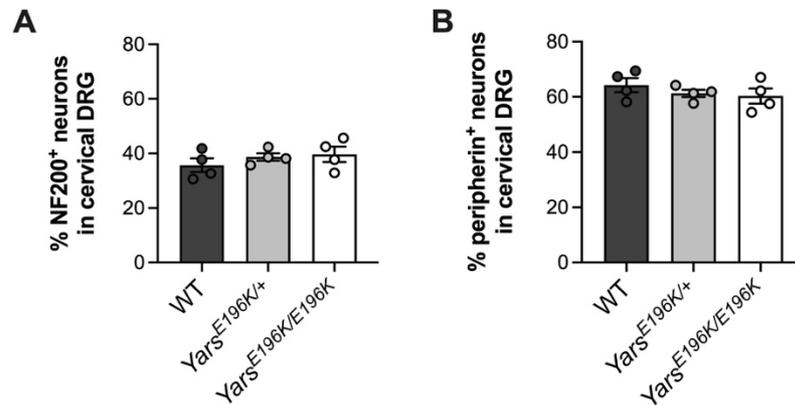 A
% NF200⁺ neurons
in cervical DRG
80
60
40
20
0
WT
Yars^E196K/+
Yars^E196K/E196K
B
% peripherin⁺ neurons
in cervical DRG
80
60
40
20
0
WT
Yars^E196K/+
Yars^E196K/E196K